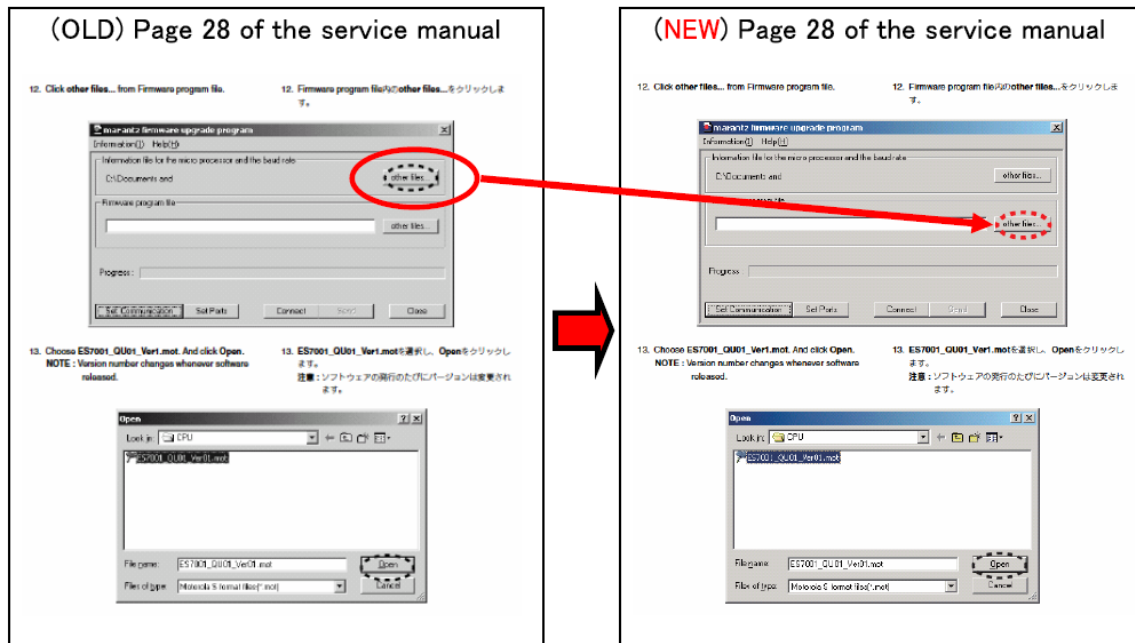 (OLD) Page 28 of the service manual
12. Click other files... from Firmware program file.
12. Firmware program file内のother files...をクリックしま
す。
marantz firmware upgrade program
Information(I) Help(H)
Information file for the micro processor and the baud rate
C:\Documents and
other files...
Firmware program file
other files...
Progress :
Set Communication
Set Ports
Connect
Send
Close
13. Choose ES7001_QU01_Ver1.mot. And click Open.
NOTE : Version number changes whenever software
released.
13. ES7001_QU01_Ver1.motを選択し、Openをクリックし
ます。
注意 : ソフトウェアの発行のたびにバージョンは変更され
ます。
Open
Look in: CPU
ES7001_QU01_Ver01.mot
File name: ES7001_QU01_Ver01.mot
Open
Files of type: Motorola S format files(*.mot)
Cancel
(NEW) Page 28 of the service manual
12. Click other files... from Firmware program file.
12. Firmware program file内のother files...をクリックしま
す。
marantz firmware upgrade program
Information(I) Help(H)
Information file for the micro processor and the baud rate
C:\Documents and
other files...
file
other files...
Progress
Set Communication
Set Ports
Connect
Send
Close
13. Choose ES7001_QU01_Ver1.mot. And click Open.
NOTE : Version number changes whenever software
released.
13. ES7001_QU01_Ver1.motを選択し、Openをクリックし
ます。
注意 : ソフトウェアの発行のたびにバージョンは変更され
ます。
Open
Look in: CPU
ES7001_QU01_Ver01.mot
File name: ES7001_QU01_Ver01.mot
Open
Files of type: Motorola S format files(*.mot)
Cancel